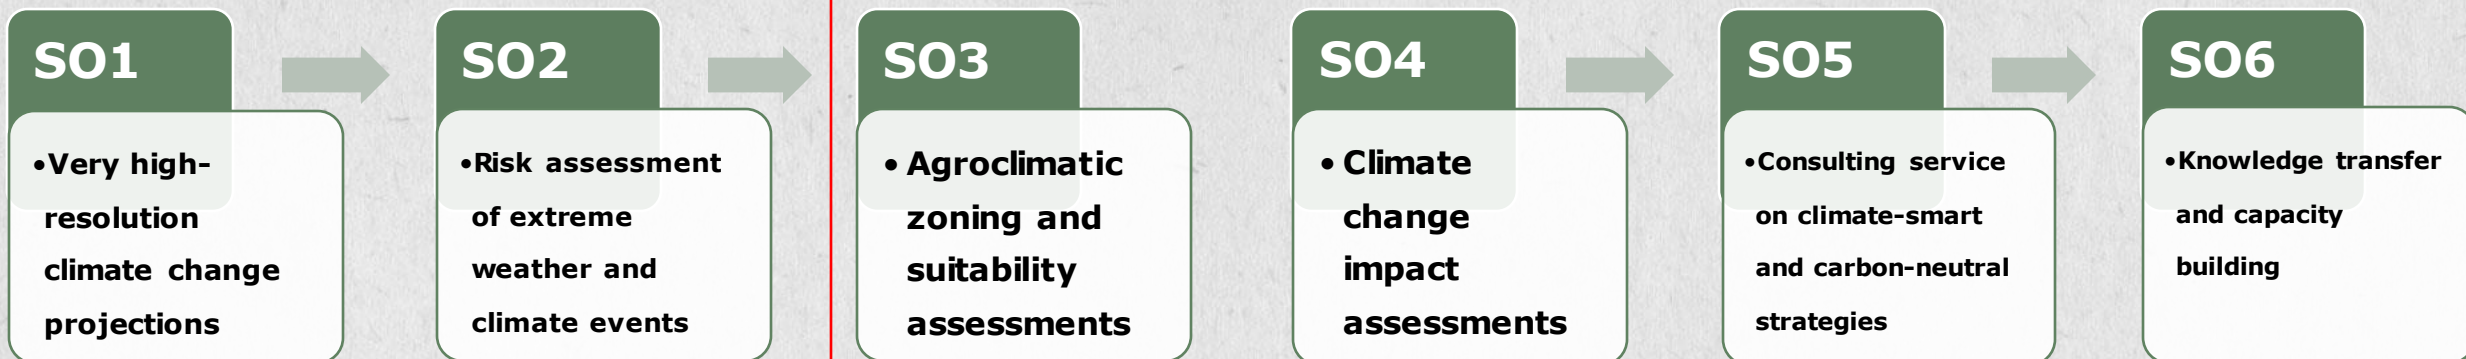 SO1
•Very high-
resolution
climate change
projections
SO2
•Risk assessment
of extreme
weather and
climate events
SO3
• Agroclimatic
zoning and
suitability
assessments
SO4
• Climate
change
impact
assessments
SO5
•Consulting service
on climate-smart
and carbon-neutral
strategies
SO6
•Knowledge transfer
and capacity
building